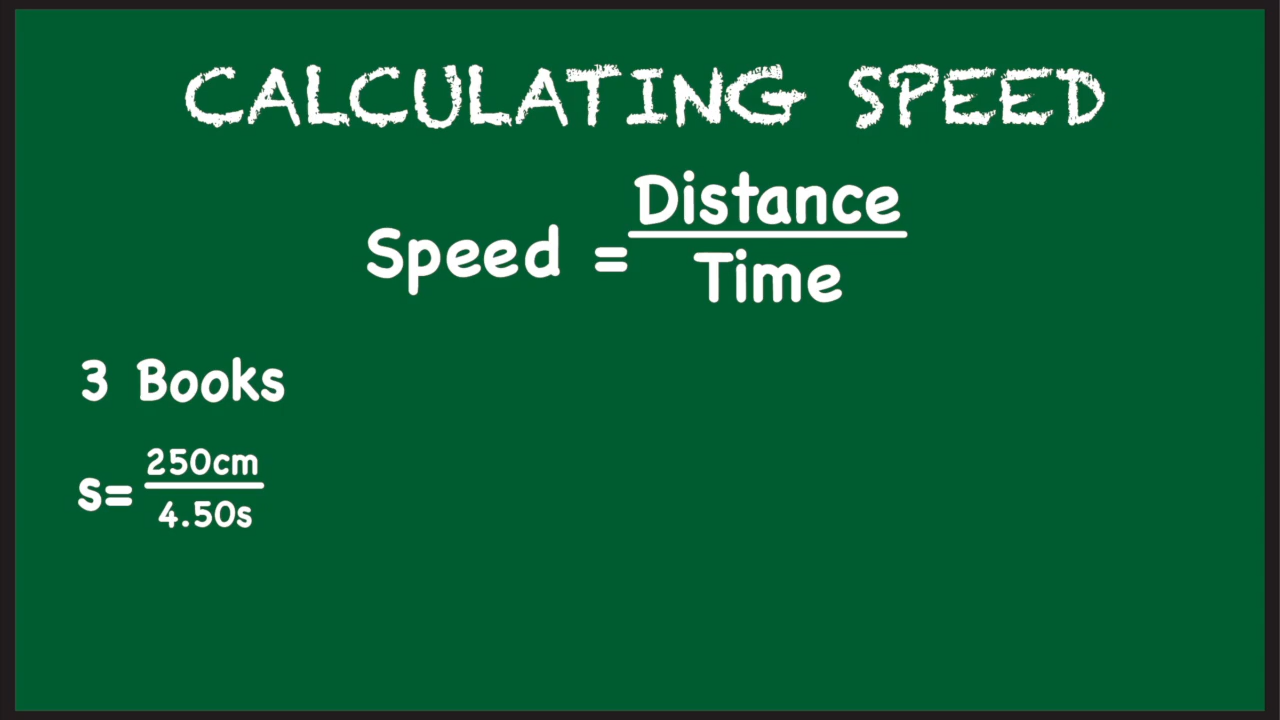 CALCULATING SPEED
Speed = Distance
Time
3 Books
s= 250cm
4.50s